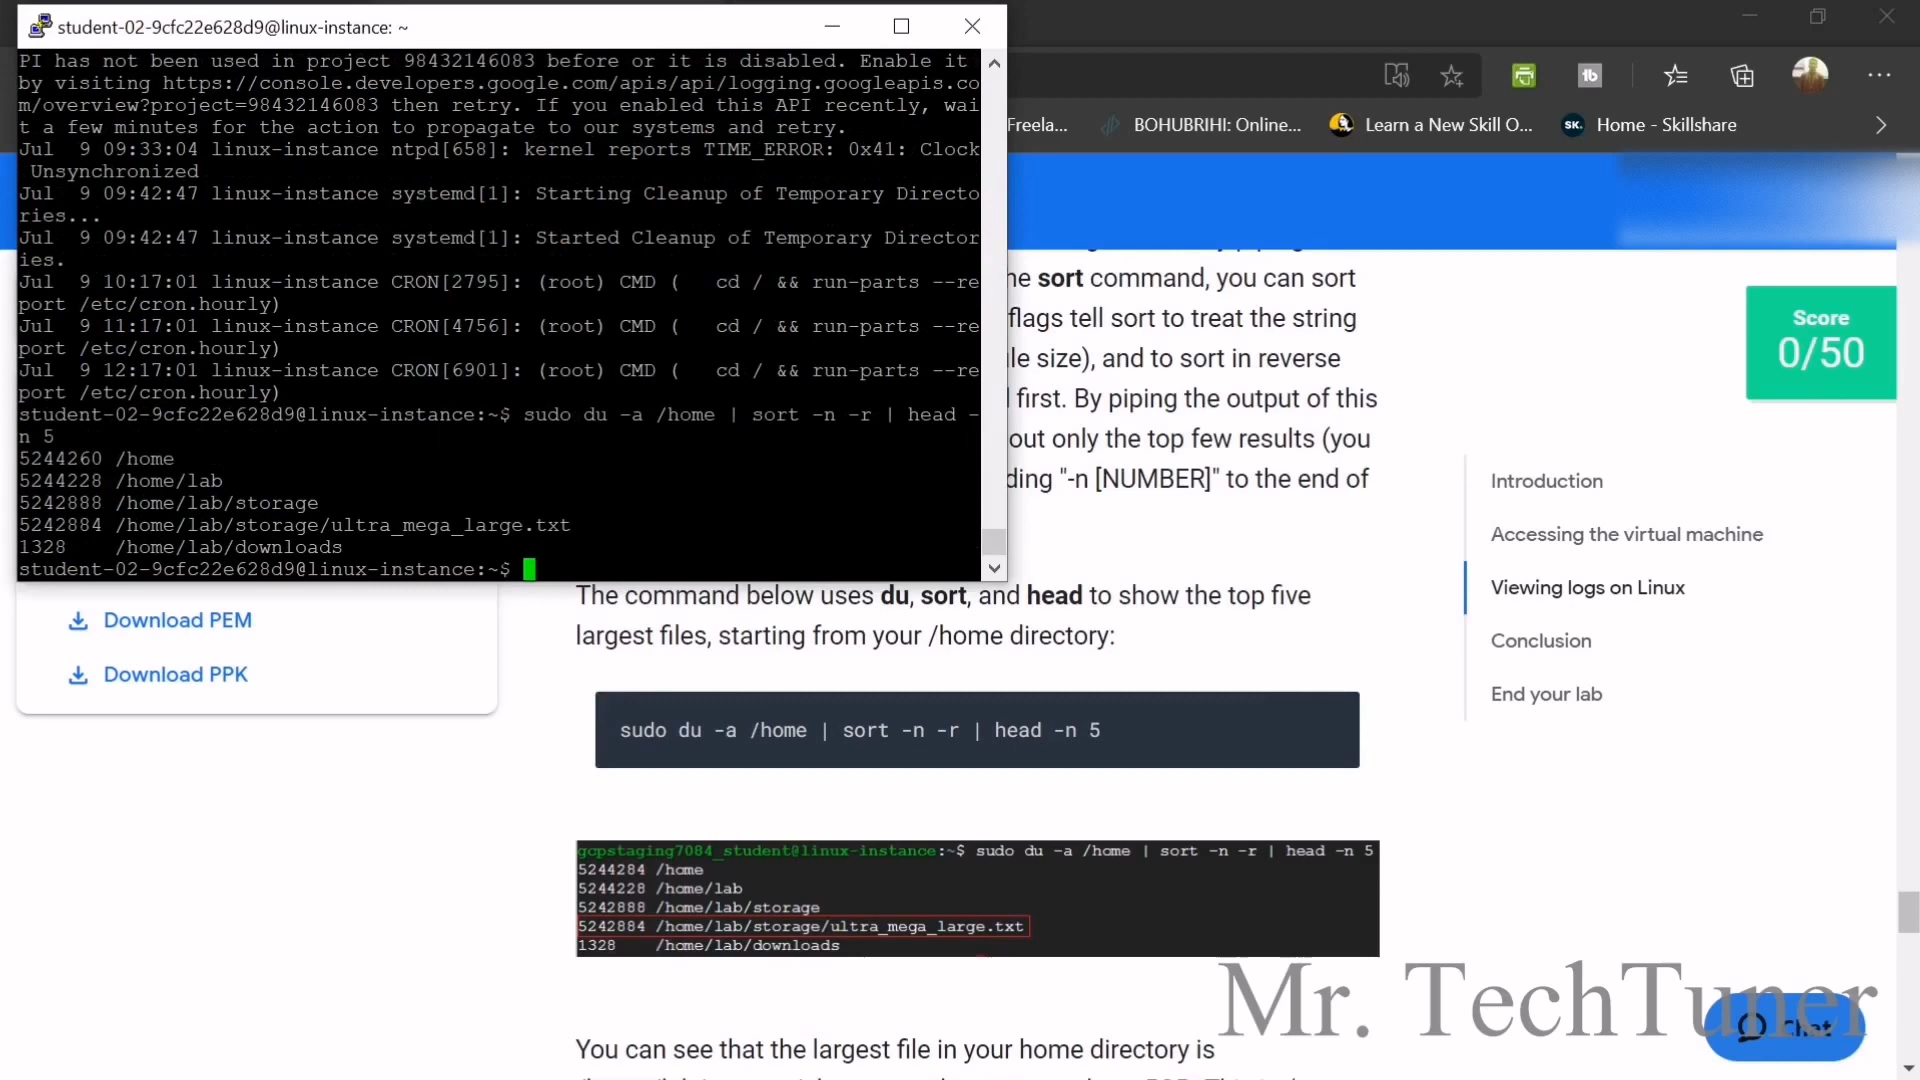 student-02-9cfc22e628d9@linux-instance: ~
PI has not been used in project 98432146083 before or it is disabled. Enable it
by visiting https://console.developers.google.com/apis/api/logging.googleapis.co
m/overview?project=98432146083 then retry. If you enabled this API recently, wai
t a few minutes for the action to propagate to our systems and retry.
Jul  9 09:33:04 linux-instance ntpd[658]: kernel reports TIME_ERROR: 0x41: Clock
 Unsynchronized
Jul  9 09:42:47 linux-instance systemd[1]: Starting Cleanup of Temporary Directo
ries...
Jul  9 09:42:47 linux-instance systemd[1]: Started Cleanup of Temporary Director
ies.
Jul  9 10:17:01 linux-instance CRON[2795]: (root) CMD (   cd / && run-parts --re
port /etc/cron.hourly)
Jul  9 11:17:01 linux-instance CRON[4756]: (root) CMD (   cd / && run-parts --re
port /etc/cron.hourly)
Jul  9 12:17:01 linux-instance CRON[6901]: (root) CMD (   cd / && run-parts --re
port /etc/cron.hourly)
student-02-9cfc22e628d9@linux-instance:~$ sudo du -a /home | sort -n -r | head -
n 5
5244260 /home
5244228 /home/lab
5242888 /home/lab/storage
5242884 /home/lab/storage/ultra_mega_large.txt
1328    /home/lab/downloads
student-02-9cfc22e628d9@linux-instance:~$
Freela... BOHUBRIHI: Online... Learn a New Skill O... SK. Home - Skillshare
tb
he sort command, you can sort
flags tell sort to treat the string
le size), and to sort in reverse
first. By piping the output of this
out only the top few results (you
ding "-n [NUMBER]" to the end of
Score
0/50
Introduction
Accessing the virtual machine
Viewing logs on Linux
Conclusion
End your lab
Download PEM
Download PPK
The command below uses du, sort, and head to show the top five
largest files, starting from your /home directory:
sudo du -a /home | sort -n -r | head -n 5
gcpstaging7084_student@linux-instance:~$ sudo du -a /home | sort -n -r | head -n 5
5244284 /home
5244228 /home/lab
5242888 /home/lab/storage
5242884 /home/lab/storage/ultra_mega_large.txt
1328    /home/lab/downloads
Mr. TechTuner
Chat
You can see that the largest file in your home directory is